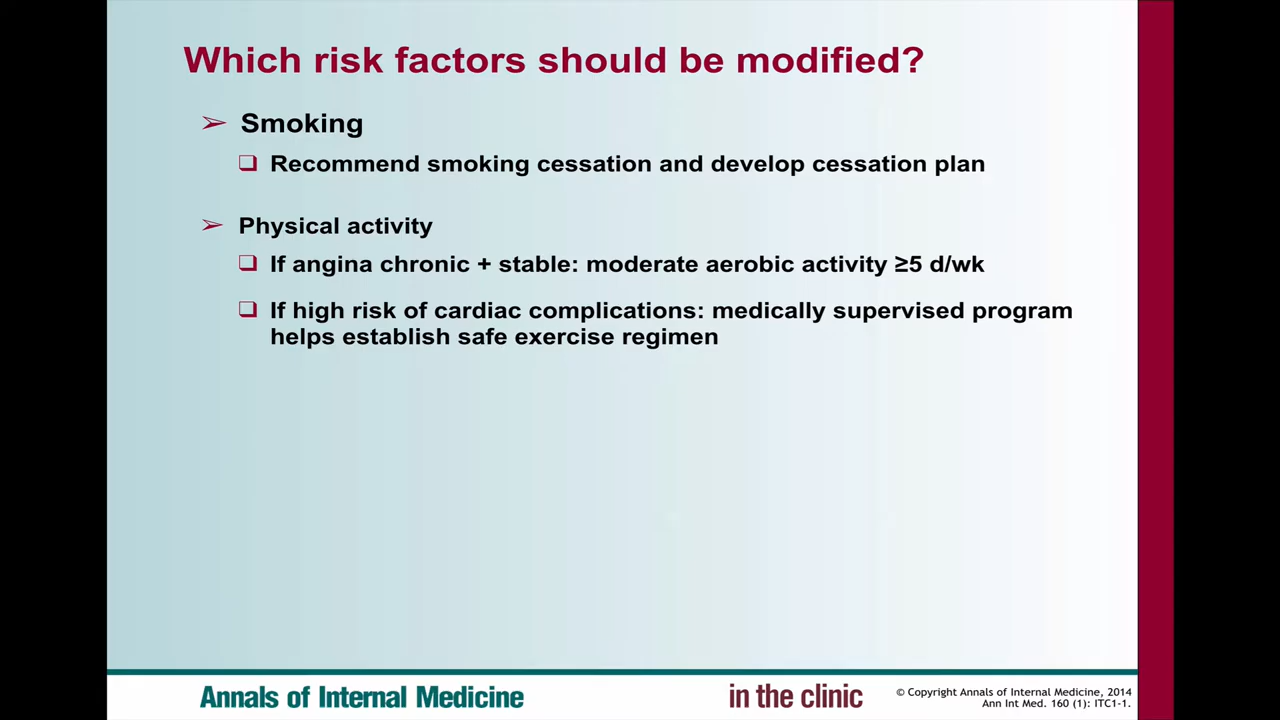 Which risk factors should be modified?
➢ Smoking
❑ Recommend smoking cessation and develop cessation plan
➢ Physical activity
❑ If angina chronic + stable: moderate aerobic activity ≥5 d/wk
❑ If high risk of cardiac complications: medically supervised program
helps establish safe exercise regimen
Annals of Internal Medicine
in the clinic
© Copyright Annals of Internal Medicine, 2014
Ann Int Med. 160 (1): ITC1-1.